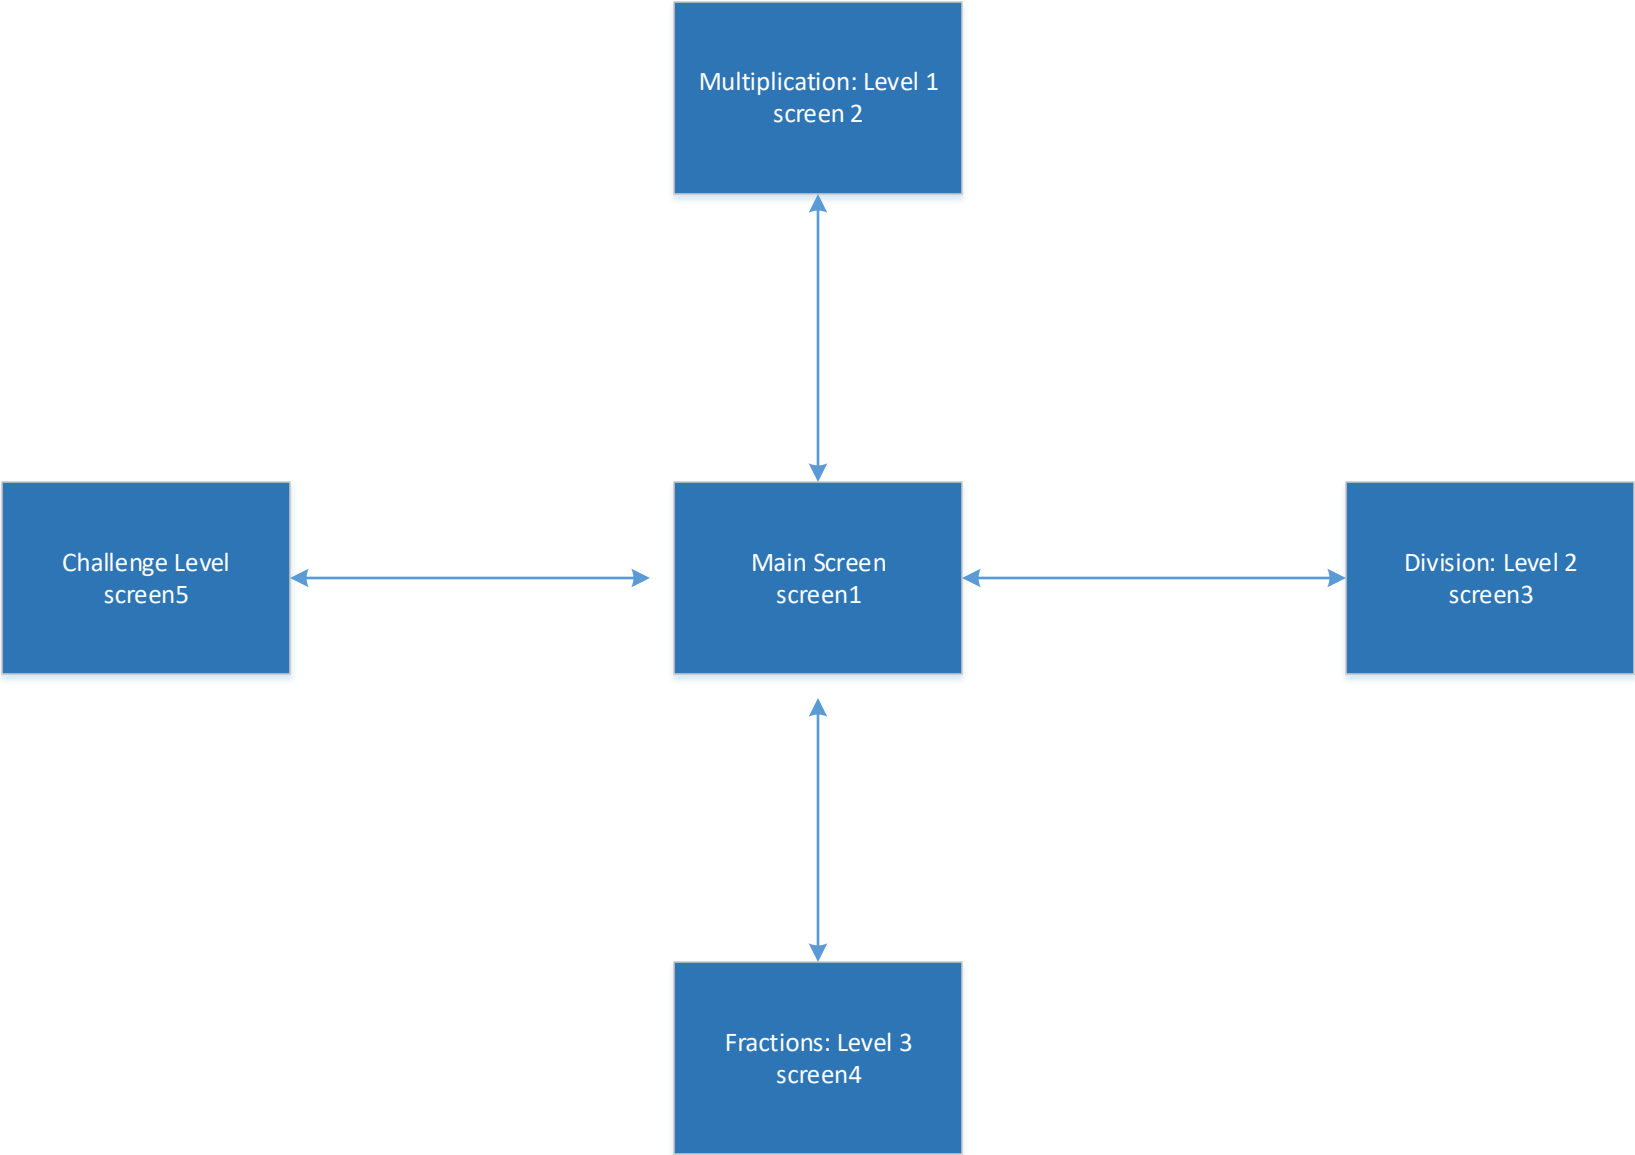 Multiplication: Level 1
screen 2
Challenge Level
screen5
Main Screen
screen1
Division: Level 2
screen3
Fractions: Level 3
screen4